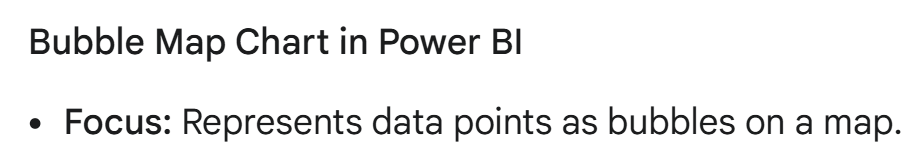 Bubble Map Chart in Power BI
• Focus: Represents data points as bubbles on a map.